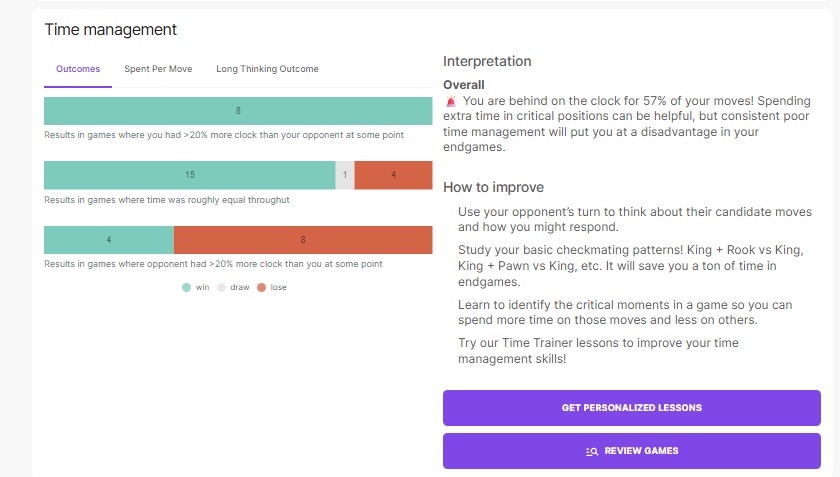 Time management
Outcomes
Spent Per Move
Long Thinking Outcome
8
Results in games where you had >20% more clock than your opponent at some point
15
1
4
Results in games where time was roughly equal throughut
4
8
Results in games where opponent had >20% more clock than you at some point
win
draw
lose
Interpretation
Overall
🚨 You are behind on the clock for 57% of your moves! Spending
extra time in critical positions can be helpful, but consistent poor
time management will put you at a disadvantage in your
endgames.
How to improve
Use your opponent's turn to think about their candidate moves
and how you might respond.
Study your basic checkmating patterns! King + Rook vs King,
King + Pawn vs King, etc. It will save you a ton of time in
endgames.
Learn to identify the critical moments in a game so you can
spend more time on those moves and less on others.
Try our Time Trainer lessons to improve your time
management skills!
GET PERSONALIZED LESSONS
REVIEW GAMES